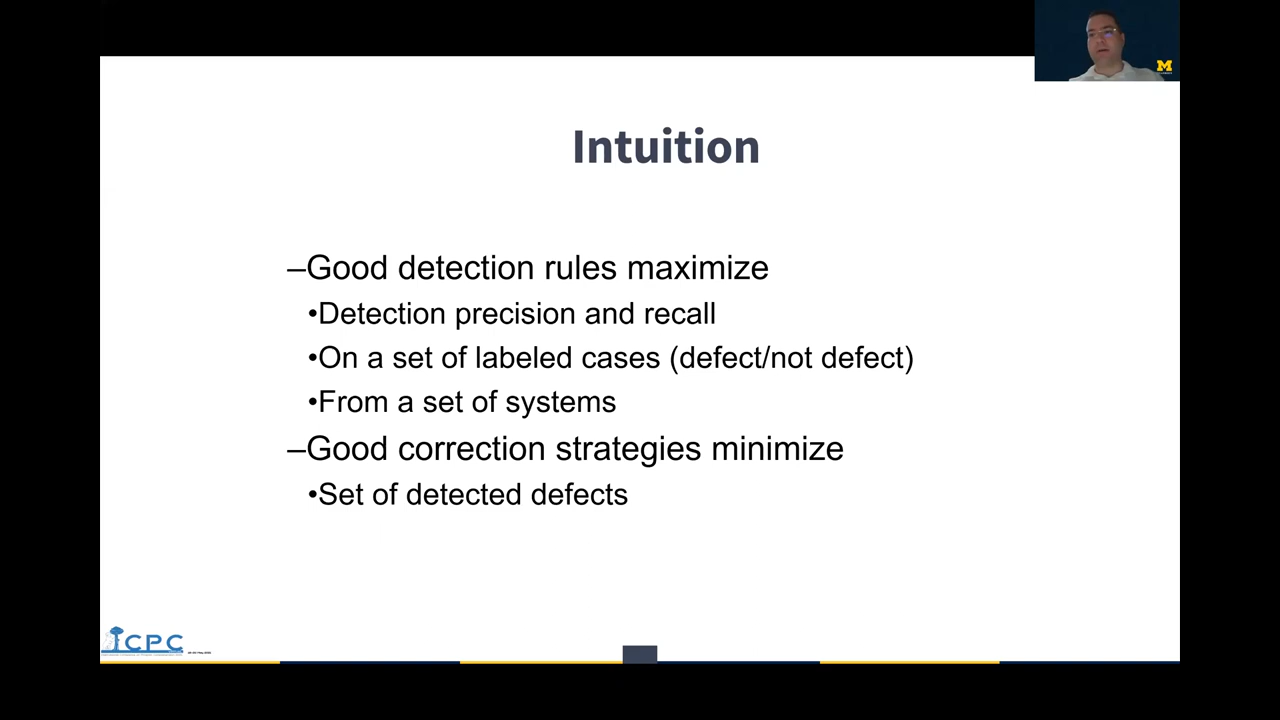 M
Intuition
–Good detection rules maximize
•Detection precision and recall
•On a set of labeled cases (defect/not defect)
•From a set of systems
–Good correction strategies minimize
•Set of detected defects
ICPC